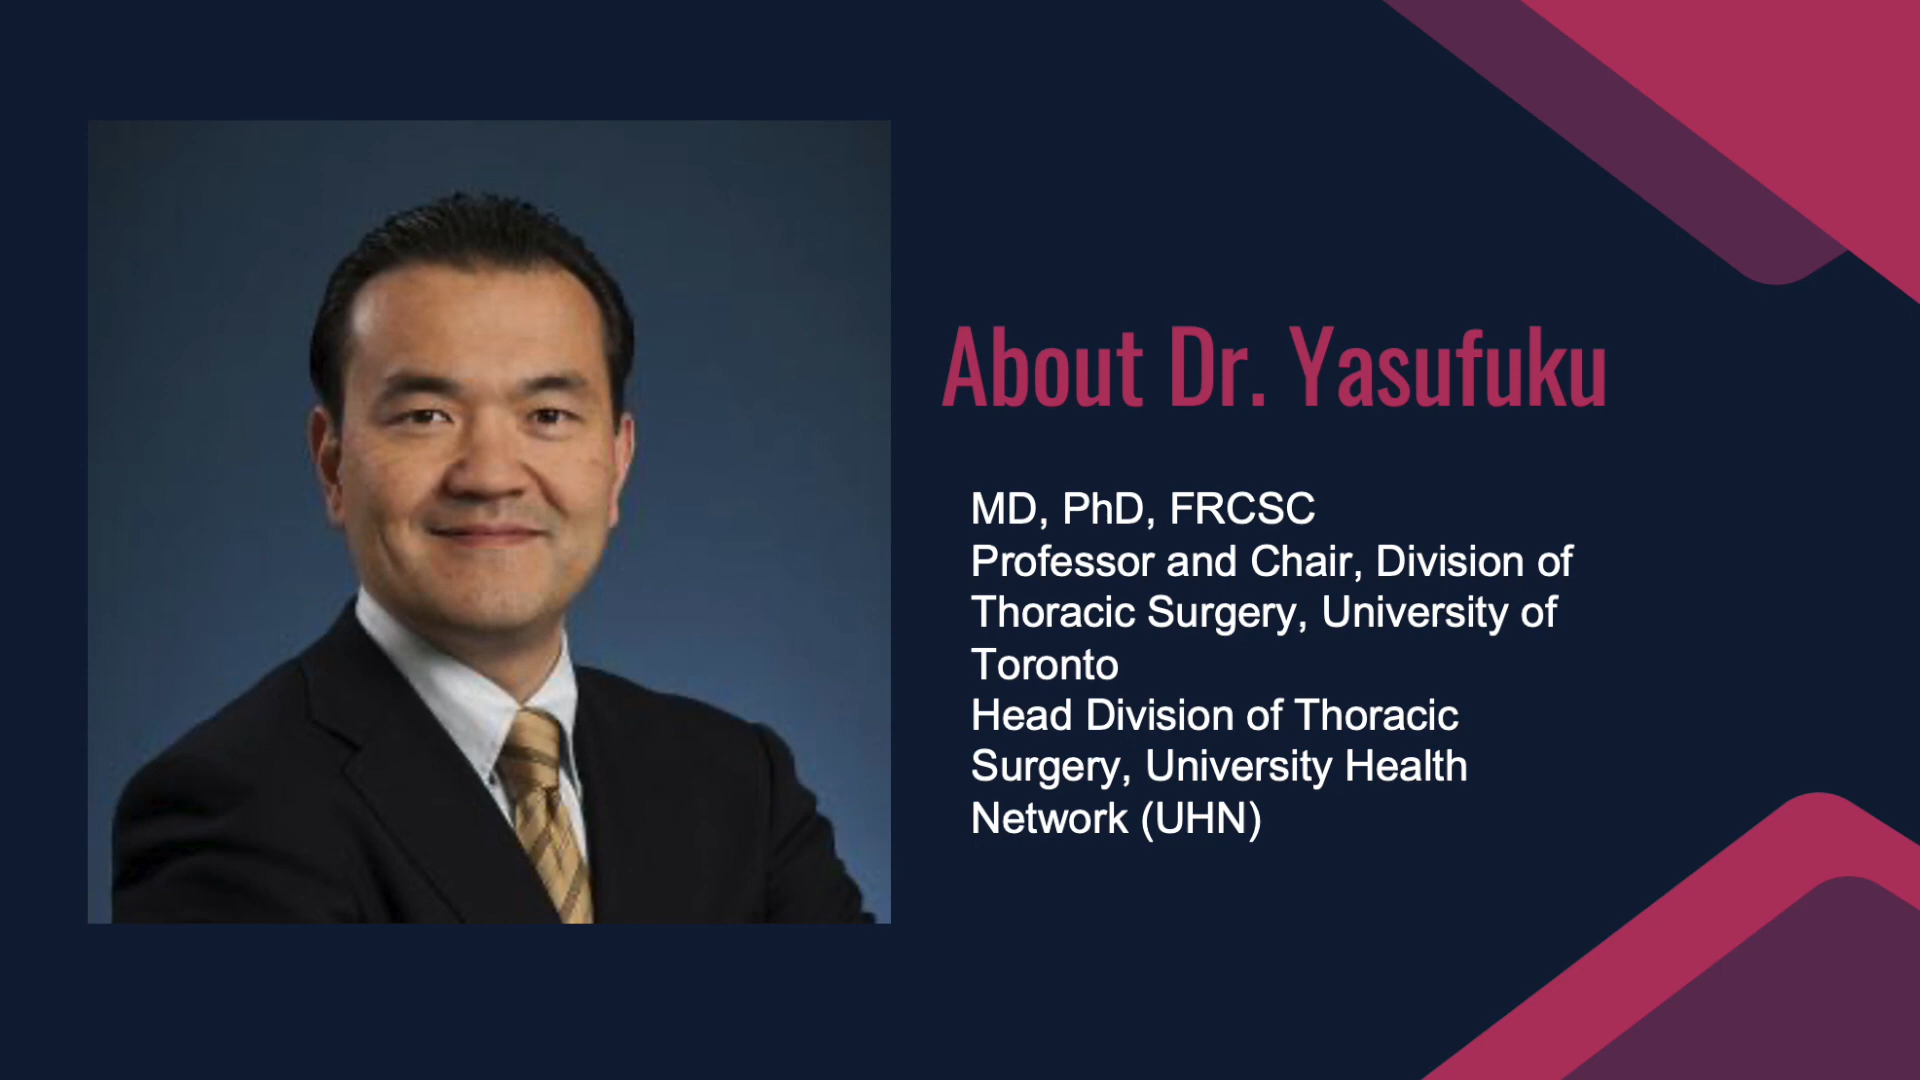 About Dr. Yasufuku
MD, PhD, FRCSC
Professor and Chair, Division of
Thoracic Surgery, University of
Toronto
Head Division of Thoracic
Surgery, University Health
Network (UHN)